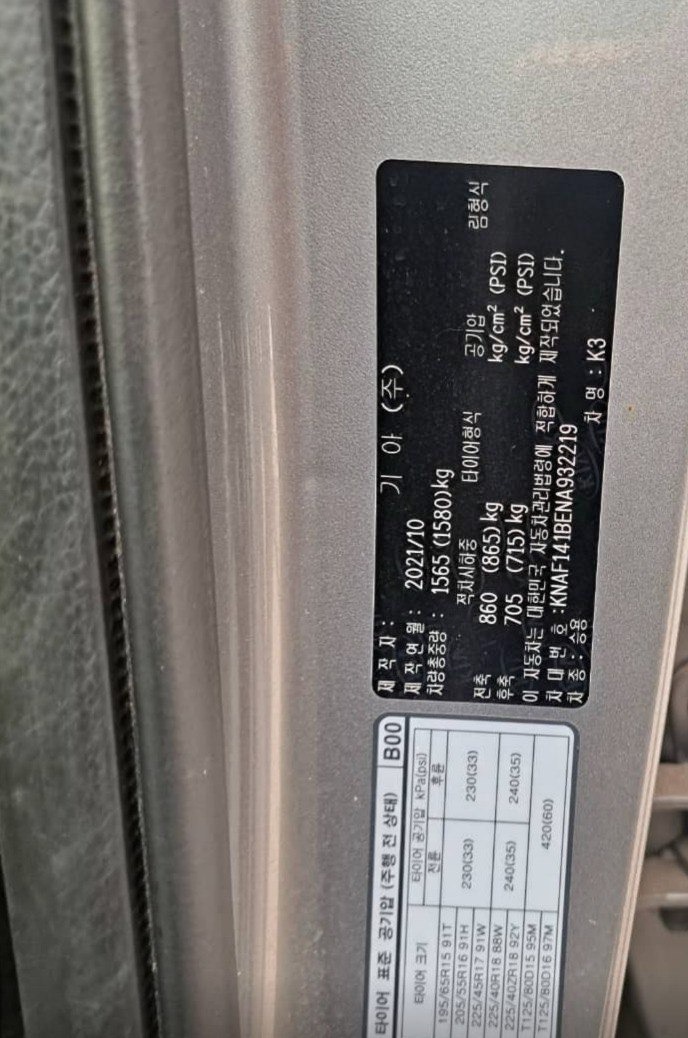 제 작 자 : 기 아 (주)
제 작 연 월 : 2021/10
차량총중량 : 1565 (1580)kg
적차시하중 타이어형식 공기압 림형식
전축 860 (865) kg kg/cm² (PSI)
후축 705 (715) kg kg/cm² (PSI)
이 자동차는 대한민국 자동차관리법령에 적합하게 제작되었습니다.
차 대 번 호 :KNAF141BENA932219
차 종 : 승용 차 명 : K3
타이어 표준 공기압 (주행 전 상태) B00
타이어 크기 타이어 공기압 kPa(psi)
전륜 후륜
195/65R15 91T
205/55R16 91H 230(33) 230(33)
225/45R17 91W
225/40R18 88W 240(35) 240(35)
225/40ZR18 92Y
T125/80D15 95M 420(60)
T125/80D16 97M